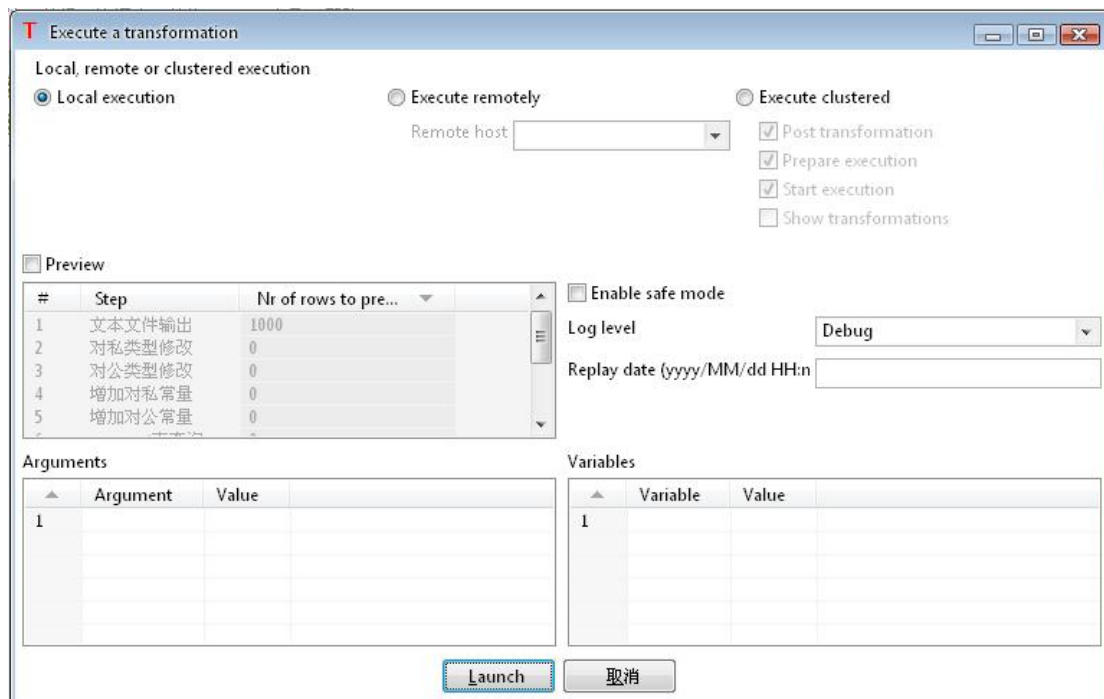 T Execute a transformation
Local, remote or clustered execution
Local execution
Execute remotely
Execute clustered
Remote host
Post transformation
Prepare execution
Start execution
Show transformations
Preview
# Step Nr of rows to pre...
1 文本文件输出 1000
2 对私类型修改 0
3 对公类型修改 0
4 增加对私常量 0
5 增加对公常量 0
Enable safe mode
Log level Debug
Replay date (yyyy/MM/dd HH:n
Arguments
Argument Value
1
Variables
Variable Value
1
Launch 取消